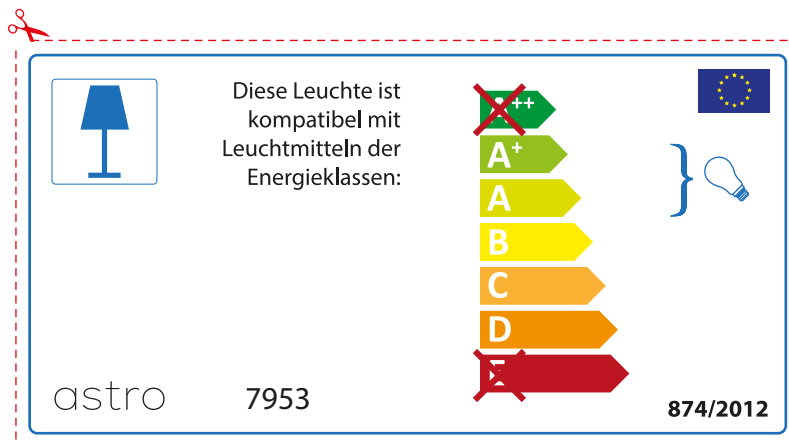 Diese Leuchte ist
kompatibel mit
Leuchtmitteln der
Energieklassen:
A++
A+
A
B
C
D
E
astro
7953
874/2012